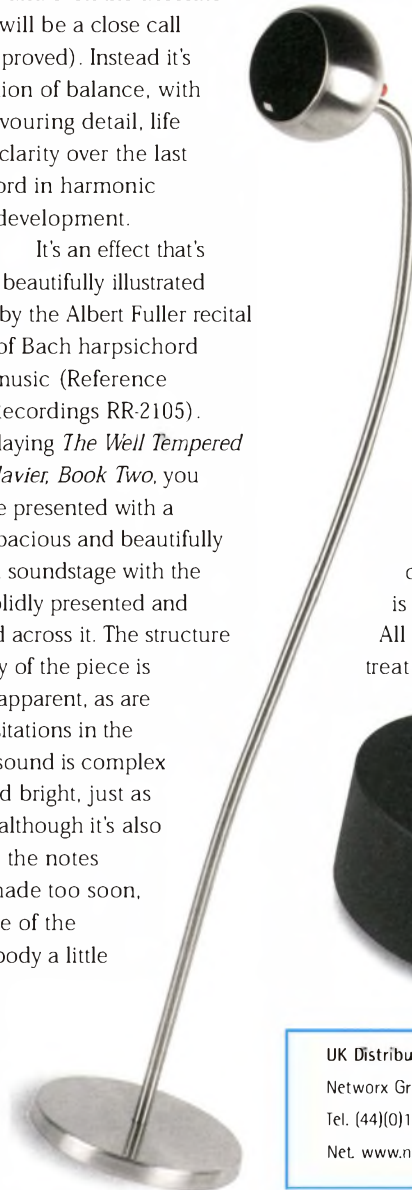 will be a close call
proved). Instead it's
ion of balance, with
vouring detail, life
clarity over the last
ord in harmonic
development.
It's an effect that's
beautifully illustrated
by the Albert Fuller recital
of Bach harpsichord
music (Reference
Recordings RR-2105).
laying The Well Tempered
lavier, Book Two, you
e presented with a
pacious and beautifully
soundstage with the
lidly presented and
d across it. The structure
y of the piece is
apparent, as are
itations in the
sound is complex
d bright, just as
although it's also
the notes
nade too soon,
e of the
body a little
is
All
treat
UK Distribu
Networx Gr
Tel. (44)(0)1
Net. www.n